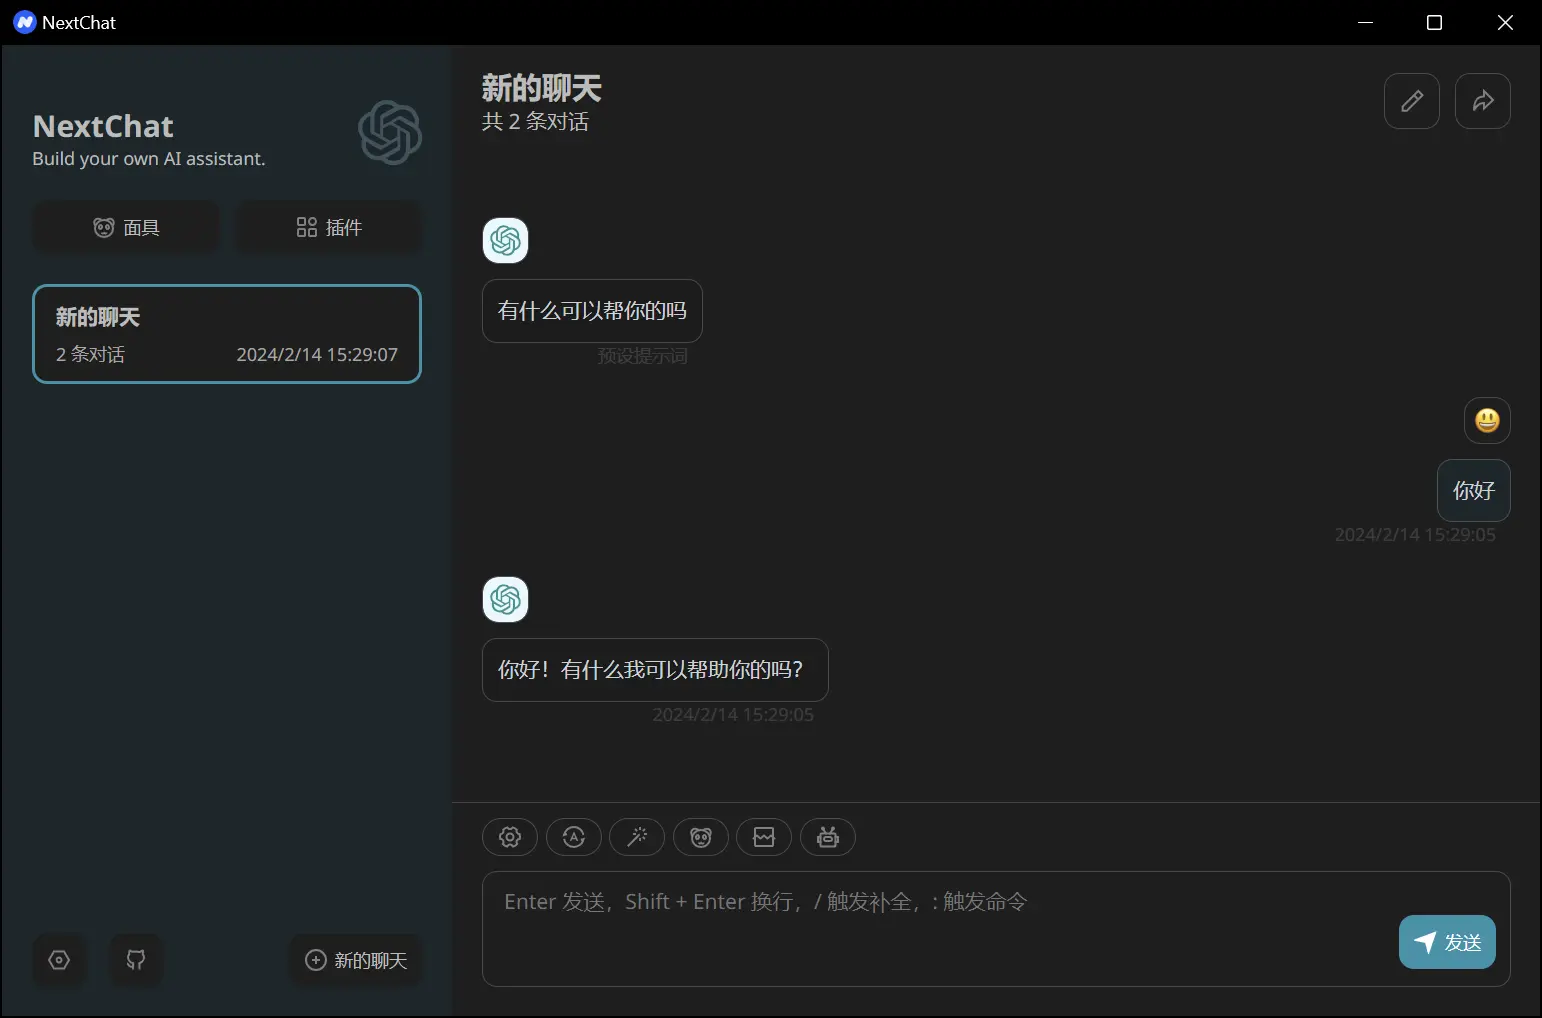 NextChat
NextChat
Build your own AI assistant.
面具
插件
新的聊天
2 条对话
2024/2/14 15:29:07
新的聊天
新的聊天
共 2 条对话
有什么可以帮你的吗
预设提示词
你好
2024/2/14 15:29:05
你好！有什么我可以帮助你的吗？
2024/2/14 15:29:05
Enter 发送，Shift + Enter 换行，/ 触发补全，: 触发命令
发送